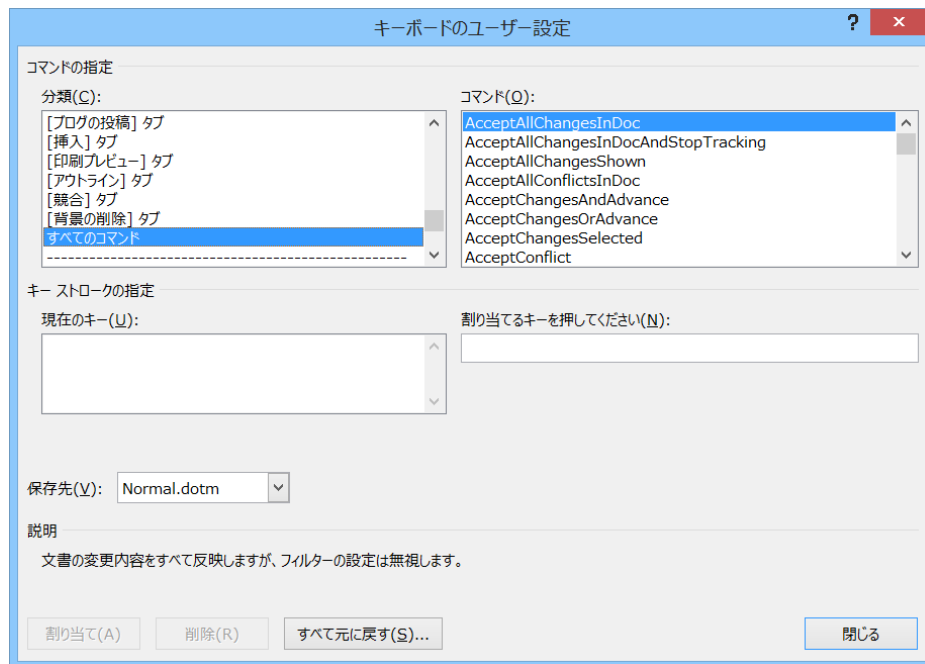 キーボードのユーザー設定
?
コマンドの指定
分類(C):
[ブログの投稿] タブ
[挿入] タブ
[印刷プレビュー] タブ
[アウトライン] タブ
[競合] タブ
[背景の削除] タブ
すべてのコマンド
コマンド(O):
AcceptAllChangesInDoc
AcceptAllChangesInDocAndStopTracking
AcceptAllChangesShown
AcceptAllConflictsInDoc
AcceptChangesAndAdvance
AcceptChangesOrAdvance
AcceptChangesSelected
AcceptConflict
キー ストロークの指定
現在のキー(U):
割り当てるキーを押してください(N):
保存先(V): Normal.dotm
説明
文書の変更内容をすべて反映しますが、フィルターの設定は無視します。
割り当て(A) 削除(R) すべて元に戻す(S)... 閉じる